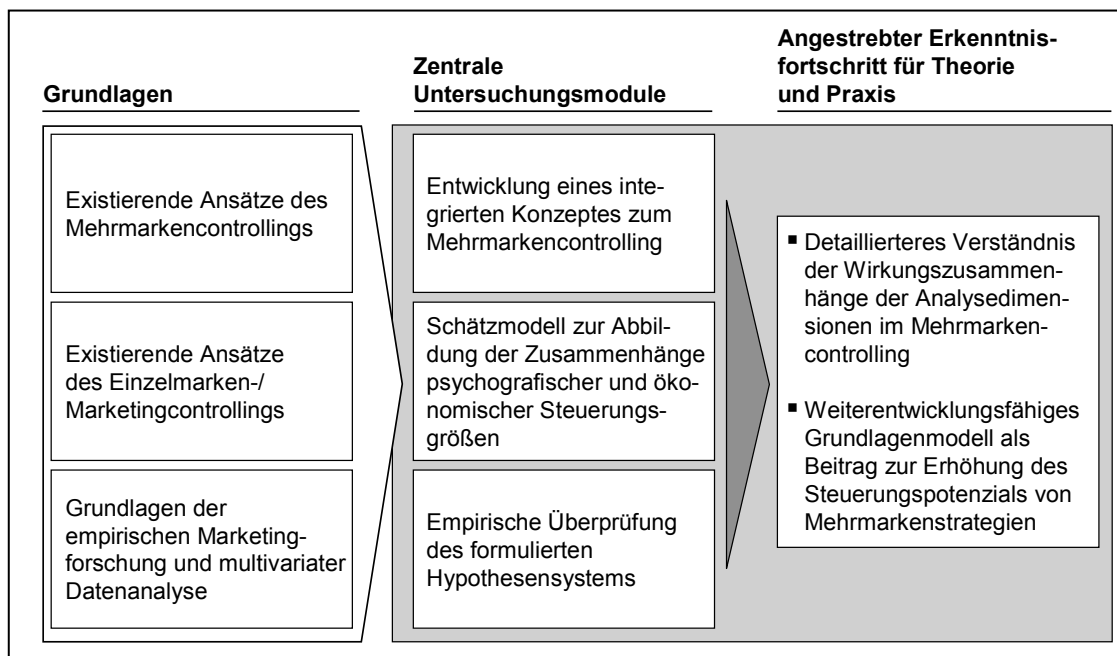 Grundlagen
Existierende Ansätze des
Mehrmarkencontrollings
Existierende Ansätze
des Einzelmarken-/
Marketingcontrollings
Grundlagen der
empirischen Marketing-
forschung und multivariater
Datenanalyse
Zentrale
Untersuchungsmodule
Entwicklung eines inte-
grierten Konzeptes zum
Mehrmarkencontrolling
Schätzmodell zur Abbil-
dung der Zusammenhänge
psychografischer und öko-
nomischer Steuerungs-
größen
Empirische Überprüfung
des formulierten
Hypothesensystems
Angestrebter Erkenntnis-
fortschritt für Theorie
und Praxis
▪ Detaillierteres Verständnis
der Wirkungszusammen-
hänge der Analysedimen-
sionen im Mehrmarken-
controlling
▪ Weiterentwicklungsfähiges
Grundlagenmodell als
Beitrag zur Erhöhung des
Steuerungspotenzials von
Mehrmarkenstrategien